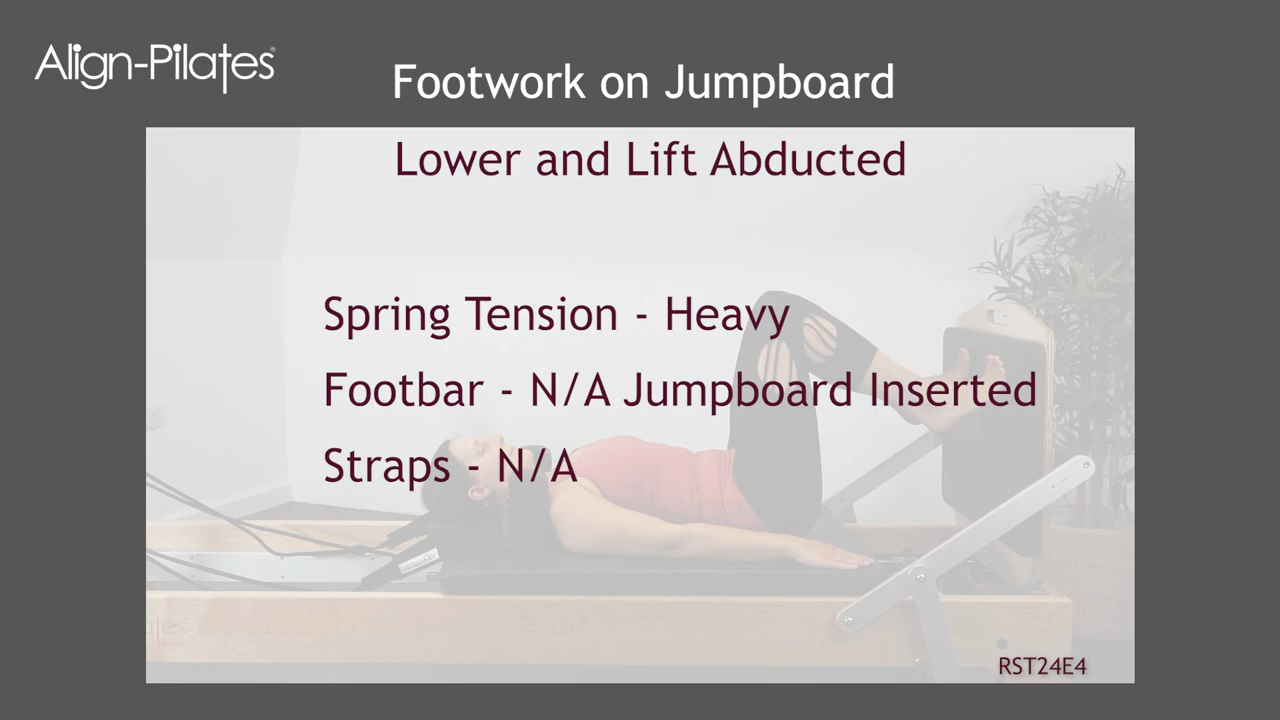 Align-Pilates®
Footwork on Jumpboard
Lower and Lift Abducted
Spring Tension - Heavy
Footbar - N/A Jumpboard Inserted
Straps - N/A
RST24E4